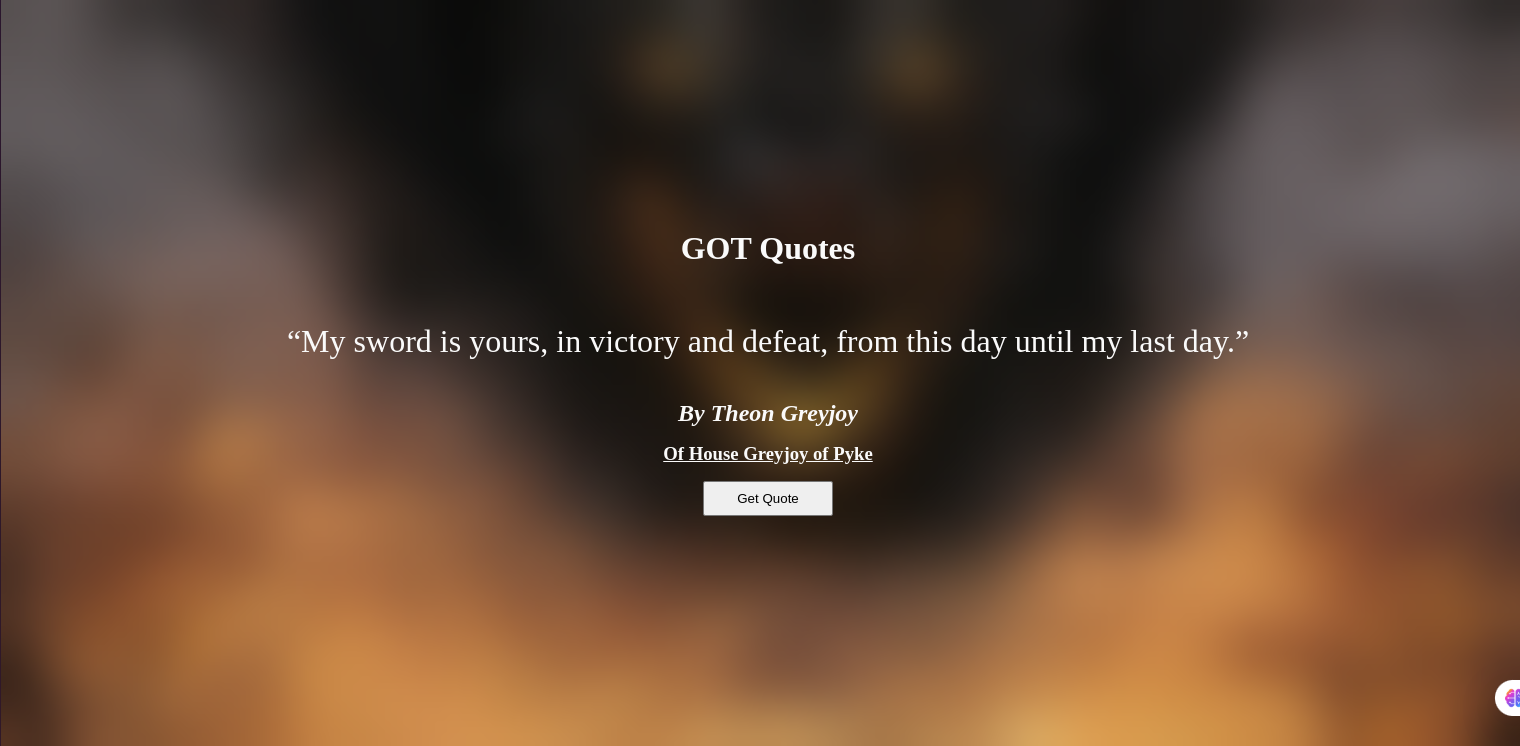 GOT Quotes
“My sword is yours, in victory and defeat, from this day until my last day.”
By Theon Greyjoy
Of House Greyjoy of Pyke
Get Quote